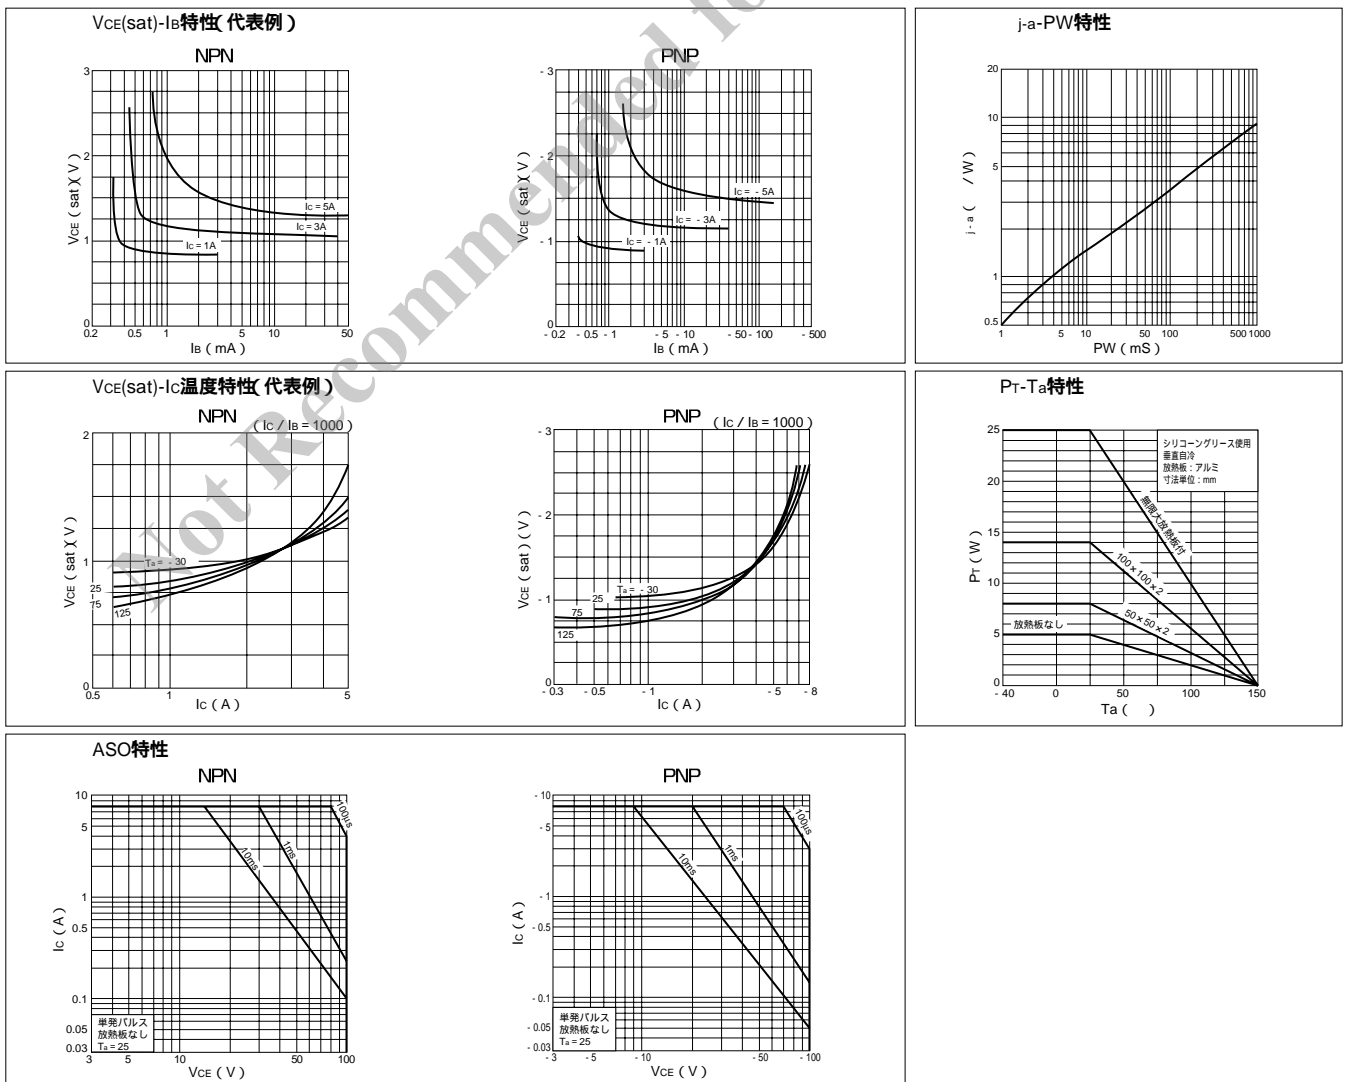 VCE(sat)-IB特性(代表例)
NPN
3
2
1
0
0.2 0.5 1 5 10 50
VCE(sat)(V)
IB(mA)
IC=5A
IC=3A
IC=1A
PNP
-3
-2
-1
0
-0.2 -0.5 -1 -5 -10 -50 -100 -500
VCE(sat)(V)
IB(mA)
IC=-5A
IC=-3A
IC=-1A
j-a-PW特性
20
10
5
1
0.5
1 5 10 50 100 500 1000
j-a( /W)
PW(mS)
VCE(sat)-IC温度特性(代表例)
NPN
(IC/IB=1000)
2
1
0
0.5 1 5
VCE(sat)(V)
IC(A)
Ta=-30
25
75
125
PNP
(IC/IB=1000)
-3
-2
-1
0
-0.3 -0.5 -1 -5 -8
VCE(sat)(V)
IC(A)
Ta=-30
25
75
125
PT-Ta特性
25
20
15
10
5
0
-40 0 50 100 150
PT(W)
Ta( )
シリコーングリース使用
垂直自冷
放熱板:アルミ
寸法単位:mm
無限大放熱板付
100×100×2
50×50×2
放熱板なし
ASO特性
NPN
10
5
1
0.5
0.1
0.05
0.03
3 5 10 50 100
IC(A)
VCE(V)
100μs
1ms
10ms
単発パルス
放熱板なし
Ta=25
PNP
-10
-5
-1
-0.5
-0.1
-0.05
-0.03
-3 -5 -10 -50 -100
IC(A)
VCE(V)
100μs
1ms
10ms
単発パルス
放熱板なし
Ta=25
Not Recommended fo